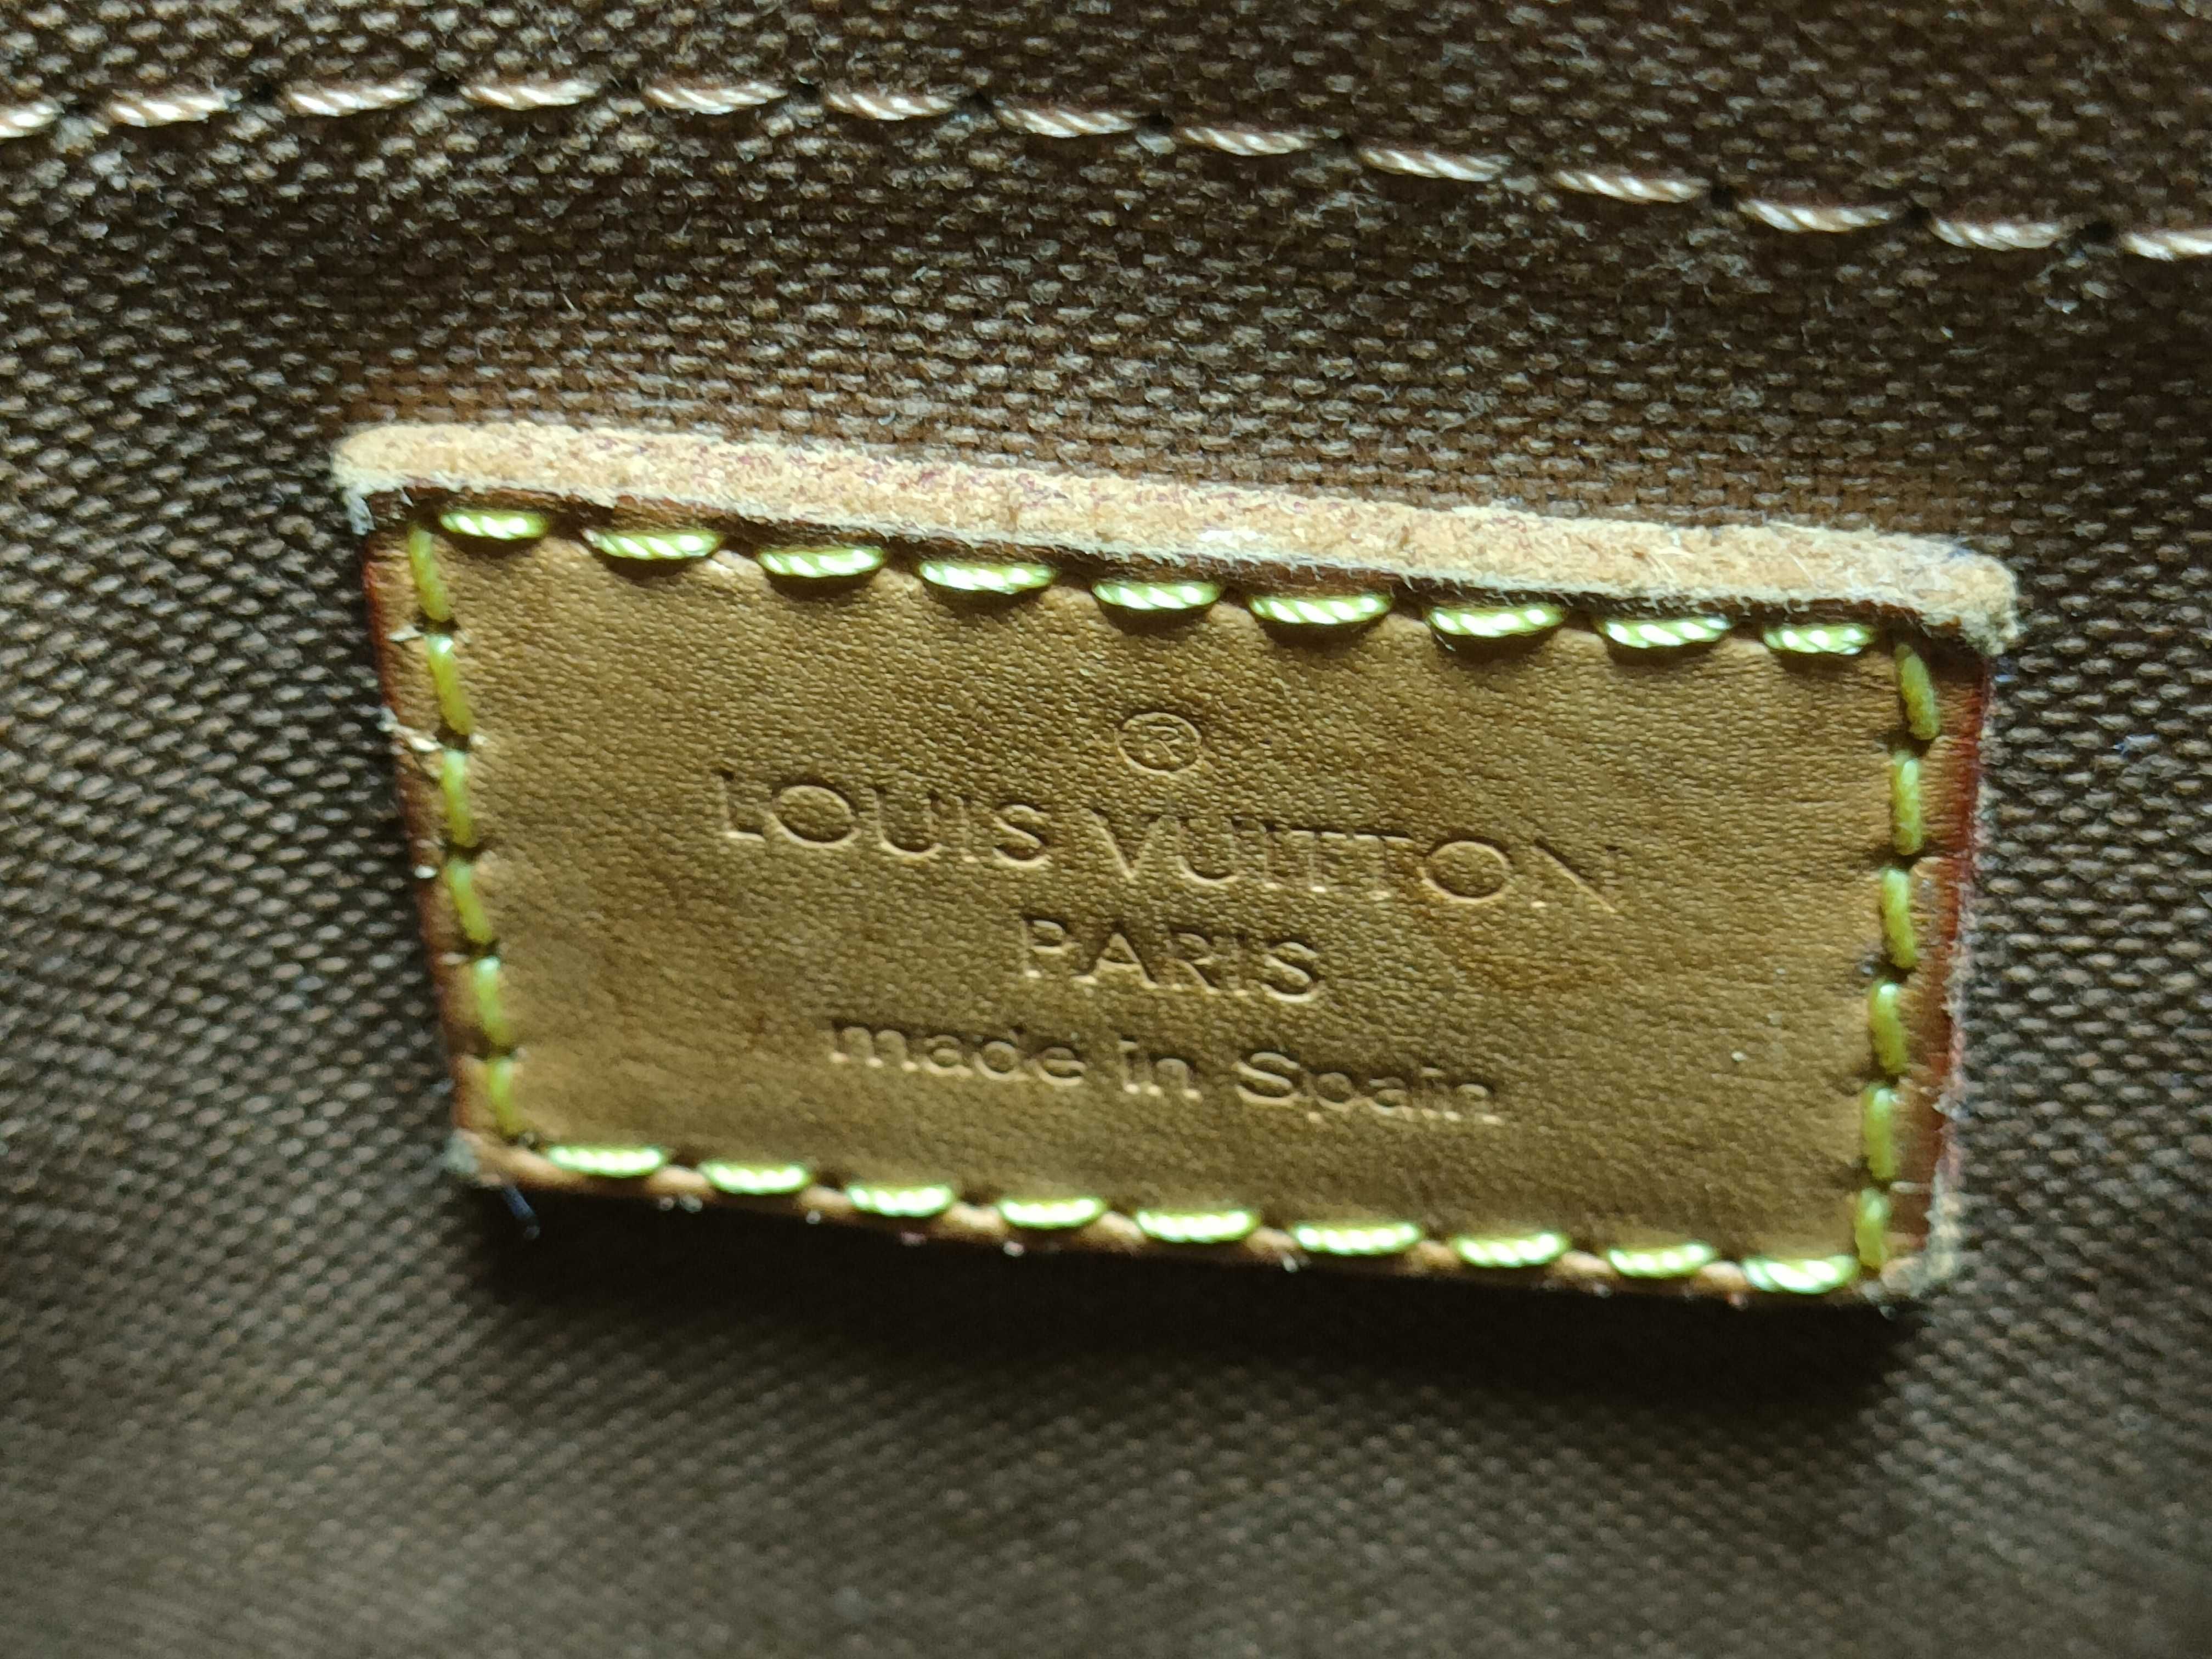 ®
LOUIS VUITTON
PARIS
made in Spain